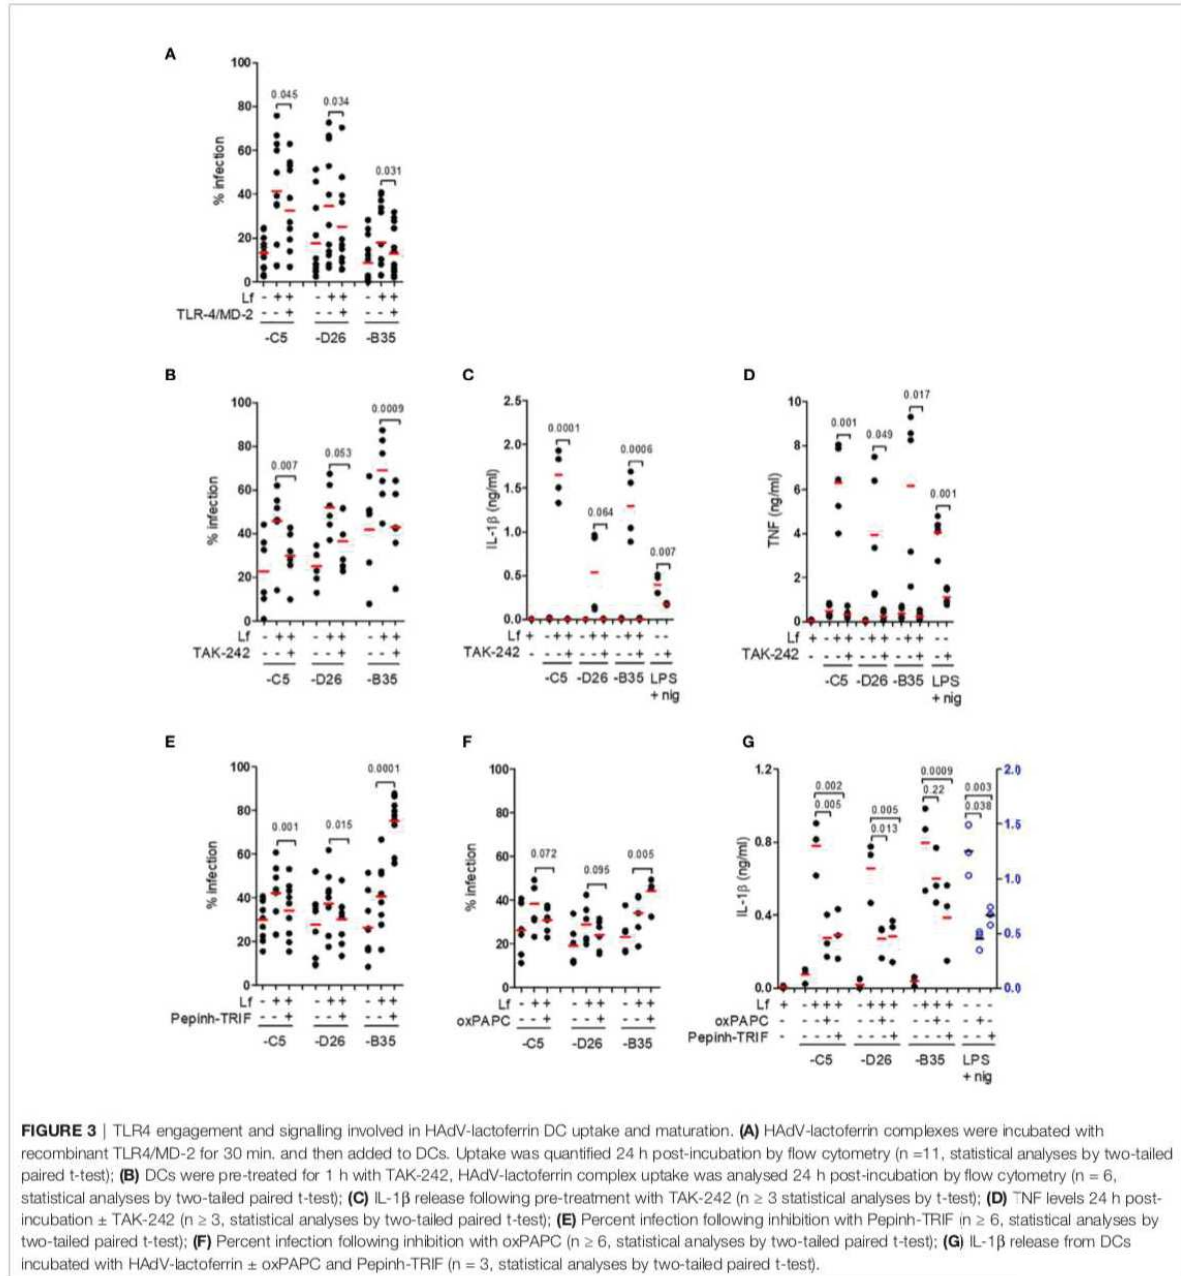 A
100
80
60
40
20
0
% infection
0.045
0.034
0.031
Lf - + + - + + - + +
TLR-4/MD-2 - - + - - + - - +
-C5 -D26 -B35
B
100
80
60
40
20
0
% infection
0.007
0.053
0.0009
Lf - + + - + + - + +
TAK-242 - - + - - + - - +
-C5 -D26 -B35
C
2.5
2.0
1.5
1.0
0.5
0.0
IL-1β (ng/ml)
0.0001
0.064
0.0006
0.007
Lf + - + + - + + - + + - -
TAK-242 - - - + - - + - - + - +
-C5 -D26 -B35 LPS
+ nig
D
10
8
6
4
2
0
TNF (ng/ml)
0.001
0.049
0.017
0.001
Lf + - + + - + + - + + - -
TAK-242 - - - + - - + - - + - +
-C5 -D26 -B35 LPS
+ nig
E
100
80
60
40
20
0
% infection
0.001
0.015
0.0001
Lf - + + - + + - + +
Pepinh-TRIF - - + - - + - - +
-C5 -D26 -B35
F
100
80
60
40
20
0
% infection
0.072
0.095
0.005
Lf - + + - + + - + +
oxPAPC - - + - - + - - +
-C5 -D26 -B35
G
1.2
0.8
0.4
0.0
IL-1β (ng/ml)
0.002
0.005
0.005
0.013
0.0009
0.22
0.003
0.038
2.0
1.5
1.0
0.5
0.0
Lf + - + + + - + + + - + + + - - -
oxPAPC - - - + - - - + - - - + - - + -
Pepinh-TRIF - - - - + - - - + - - - + - - +
-C5 -D26 -B35 LPS
+ nig
FIGURE 3 | TLR4 engagement and signalling involved in HAdV-lactoferrin DC uptake and maturation. (A) HAdV-lactoferrin complexes were incubated with
recombinant TLR4/MD-2 for 30 min. and then added to DCs. Uptake was quantified 24 h post-incubation by flow cytometry (n =11, statistical analyses by two-tailed
paired t-test); (B) DCs were pre-treated for 1 h with TAK-242, HAdV-lactoferrin complex uptake was analysed 24 h post-incubation by flow cytometry (n = 6,
statistical analyses by two-tailed paired t-test); (C) IL-1β release following pre-treatment with TAK-242 (n ≥ 3 statistical analyses by t-test); (D) TNF levels 24 h post-
incubation ± TAK-242 (n ≥ 3, statistical analyses by two-tailed paired t-test); (E) Percent infection following inhibition with Pepinh-TRIF (n ≥ 6, statistical analyses by
two-tailed paired t-test); (F) Percent infection following inhibition with oxPAPC (n ≥ 6, statistical analyses by two-tailed paired t-test); (G) IL-1β release from DCs
incubated with HAdV-lactoferrin ± oxPAPC and Pepinh-TRIF (n = 3, statistical analyses by two-tailed paired t-test).